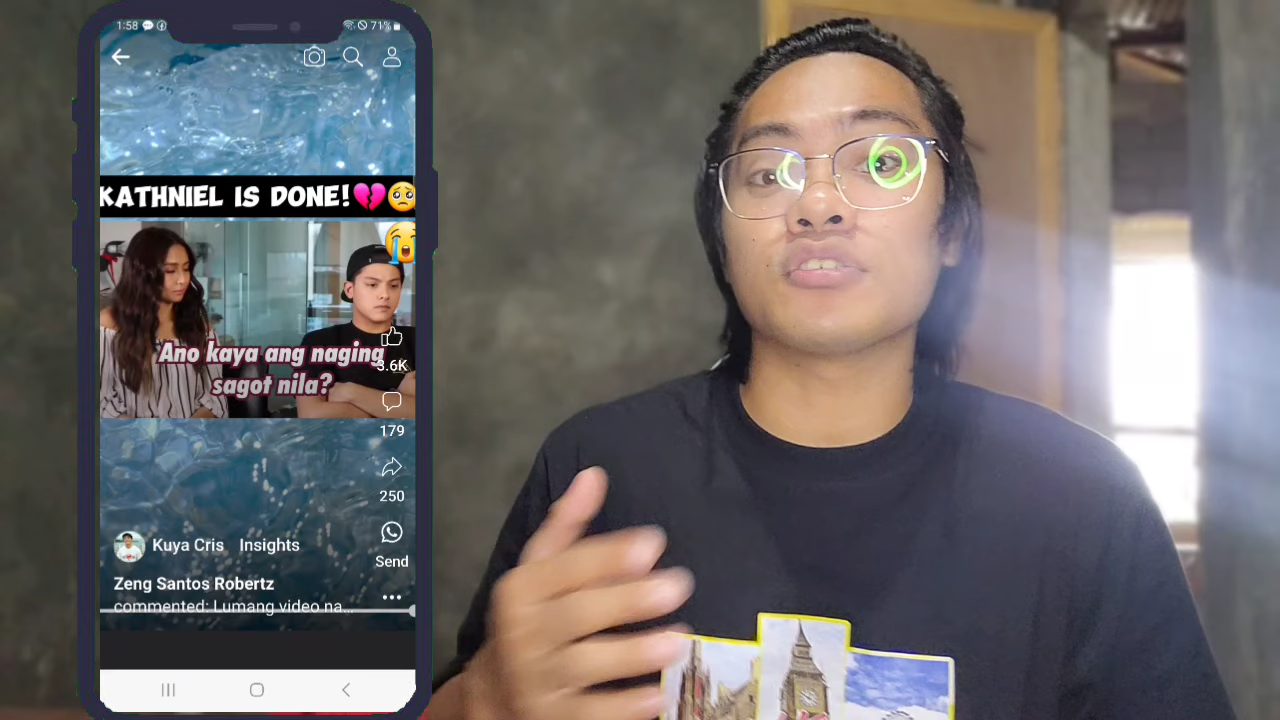 1:58
71%
KATHNIEL IS DONE!
Ano kaya ang naging
sagot nila?
3.6K
179
250
Send
Kuya Cris Insights
Zeng Santos Robertz
commented: Lumang video na...